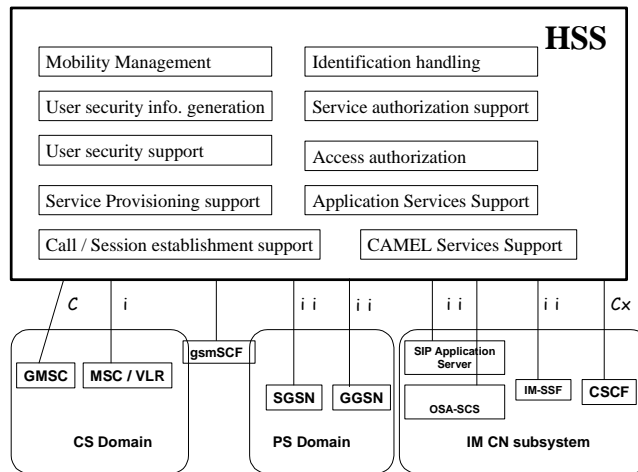 HSS
Mobility Management
Identification handling
User security info. generation
Service authorization support
User security support
Access authorization
Service Provisioning support
Application Services Support
Call / Session establishment support
CAMEL Services Support
C i i i i i i i i i Cx
gsmSCF
SIP Application
Server
GMSC
MSC / VLR
SGSN
GGSN
OSA-SCS
IM-SSF
CSCF
CS Domain
PS Domain
IM CN subsystem